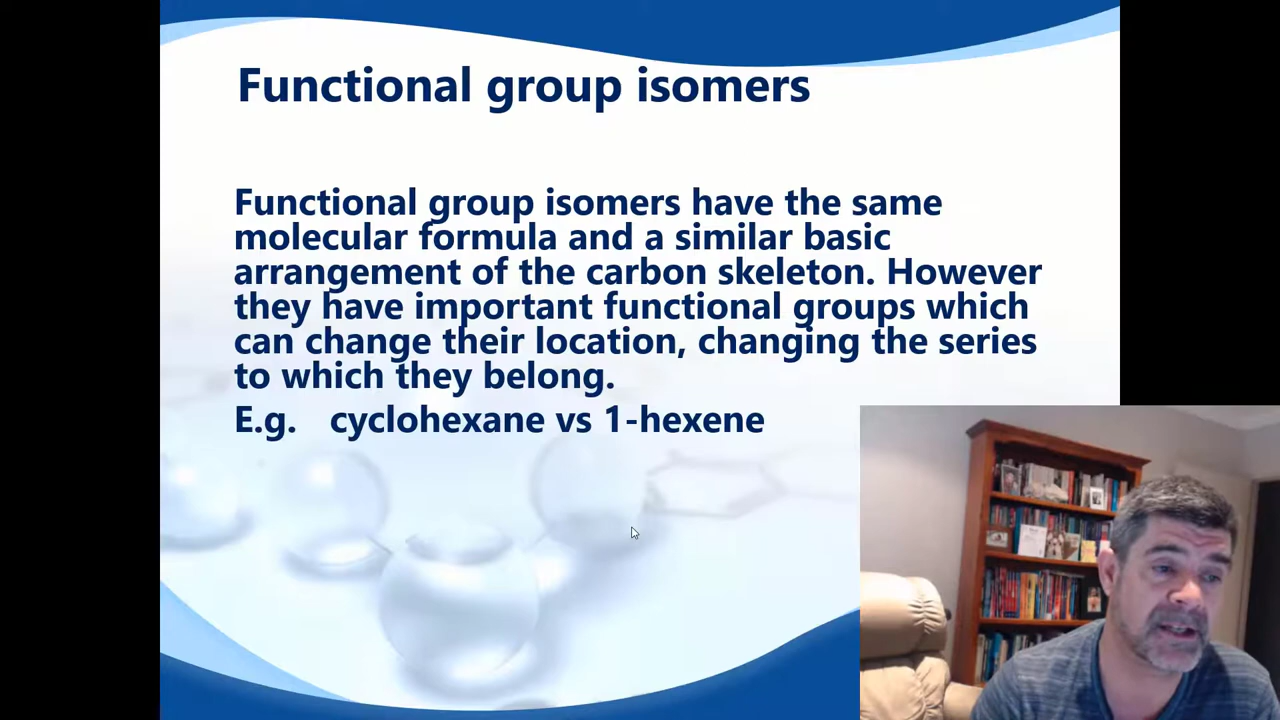 Functional group isomers
Functional group isomers have the same
molecular formula and a similar basic
arrangement of the carbon skeleton. However
they have important functional groups which
can change their location, changing the series
to which they belong.
E.g. cyclohexane vs 1-hexene